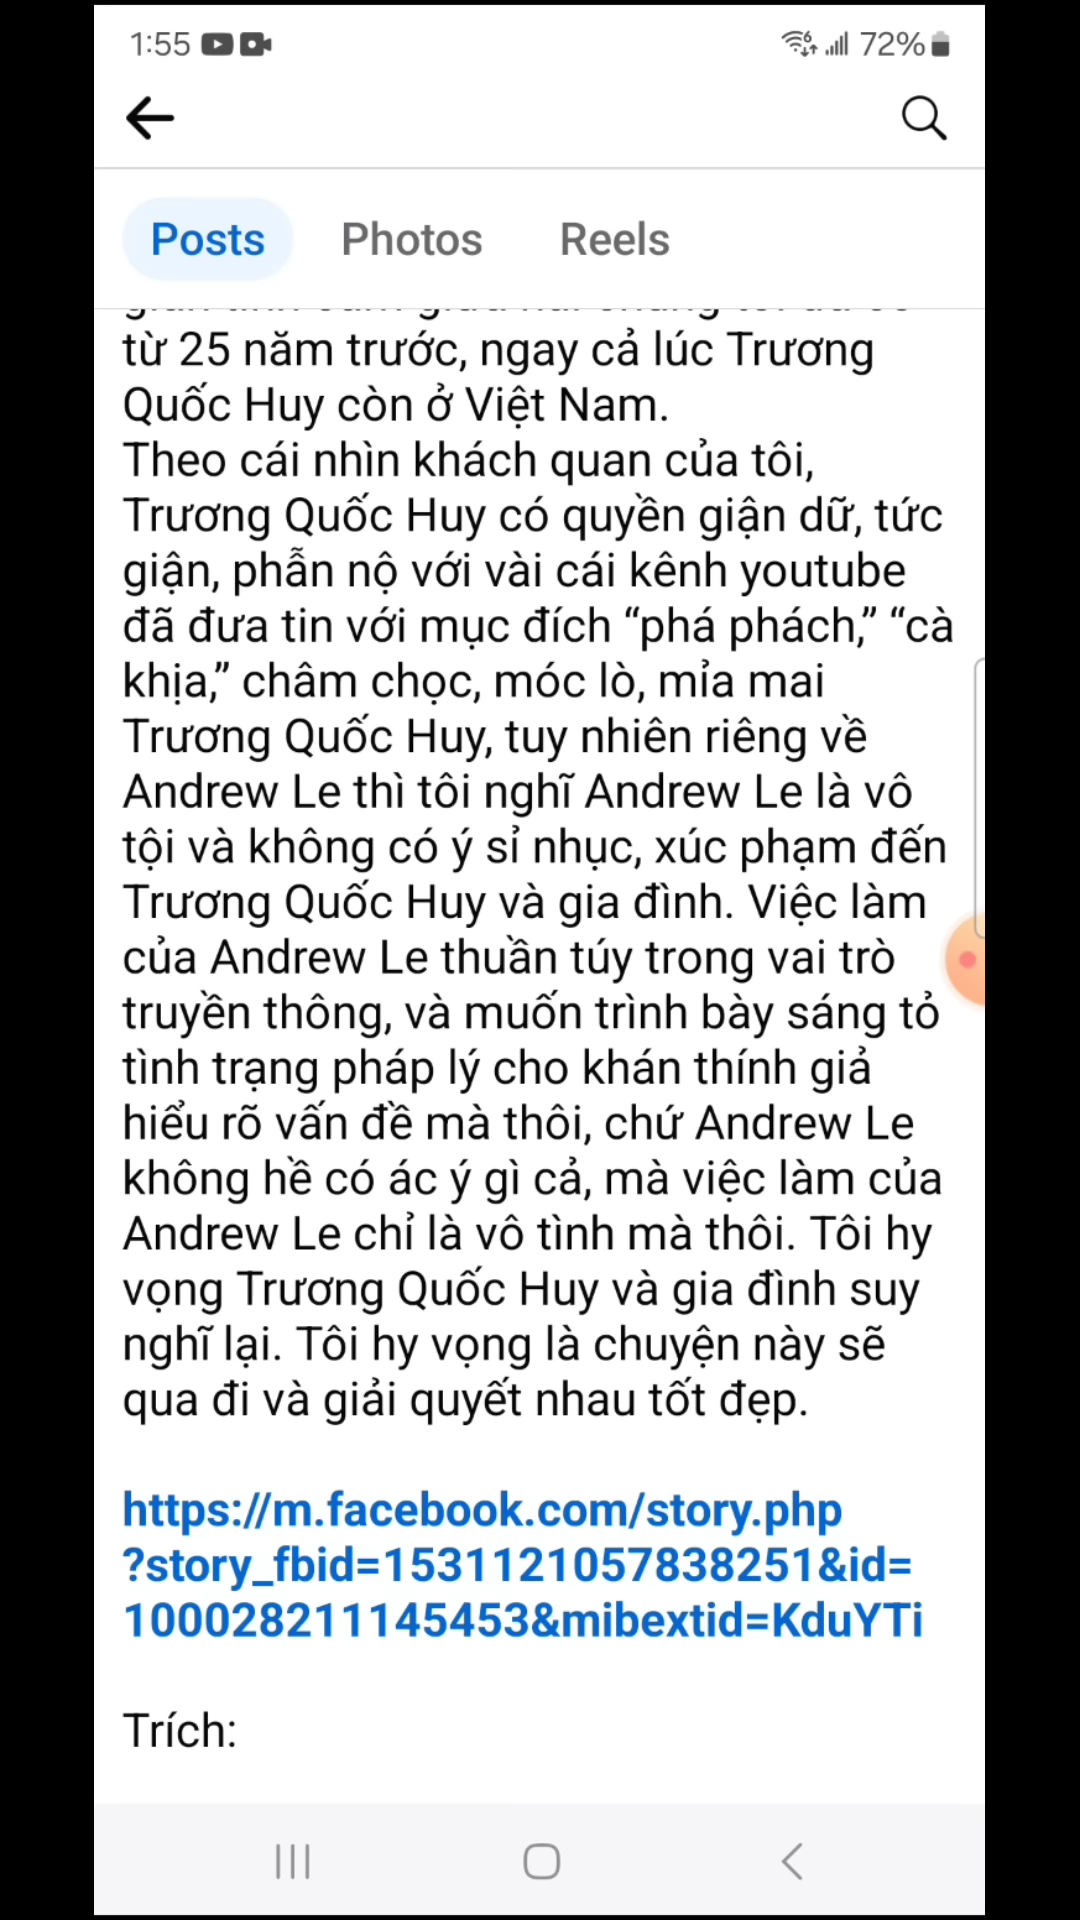 1:55 72%
Posts Photos Reels
từ 25 năm trước, ngay cả lúc Trương
Quốc Huy còn ở Việt Nam.
Theo cái nhìn khách quan của tôi,
Trương Quốc Huy có quyền giận dữ, tức
giận, phẫn nộ với vài cái kênh youtube
đã đưa tin với mục đích “phá phách,” “cà
khịa,” châm chọc, móc lò, mỉa mai
Trương Quốc Huy, tuy nhiên riêng về
Andrew Le thì tôi nghĩ Andrew Le là vô
tội và không có ý sỉ nhục, xúc phạm đến
Trương Quốc Huy và gia đình. Việc làm
của Andrew Le thuần túy trong vai trò
truyền thông, và muốn trình bày sáng tỏ
tình trạng pháp lý cho khán thính giả
hiểu rõ vấn đề mà thôi, chứ Andrew Le
không hề có ác ý gì cả, mà việc làm của
Andrew Le chỉ là vô tình mà thôi. Tôi hy
vọng Trương Quốc Huy và gia đình suy
nghĩ lại. Tôi hy vọng là chuyện này sẽ
qua đi và giải quyết nhau tốt đẹp.
https://m.facebook.com/story.php
?story_fbid=1531121057838251&id=
100028211145453&mibextid=KduYTi
Trích: